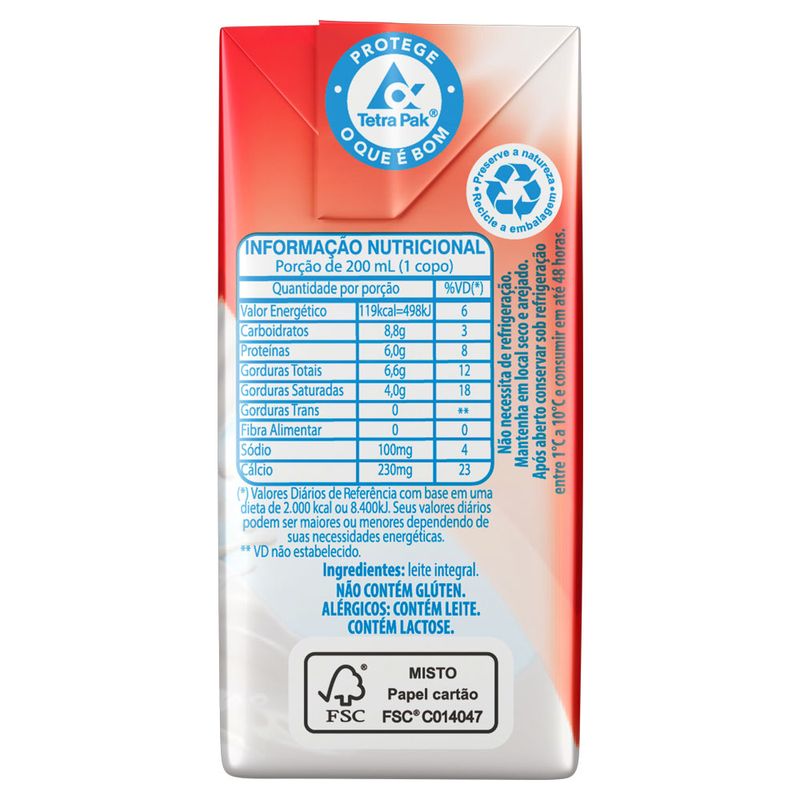 PROTEGE
Tetra Pak®
O QUE É BOM
Preserve a natureza
Recicle a embalagem
INFORMAÇÃO NUTRICIONAL
Porção de 200 mL (1 copo)
Quantidade por porção %VD(*)
Valor Energético 119kcal=498kJ 6
Carboidratos 8,8g 3
Proteínas 6,0g 8
Gorduras Totais 6,6g 12
Gorduras Saturadas 4,0g 18
Gorduras Trans 0 **
Fibra Alimentar 0 0
Sódio 100mg 4
Cálcio 230mg 23
(*) Valores Diários de Referência com base em uma
dieta de 2.000 kcal ou 8.400kJ. Seus valores diários
podem ser maiores ou menores dependendo de
suas necessidades energéticas.
** VD não estabelecido.
Não necessita de refrigeração.
Mantenha em local seco e arejado.
Após aberto conservar sob refrigeração
entre 1°C a 10°C e consumir em até 48 horas.
Ingredientes: leite integral.
NÃO CONTÉM GLÚTEN.
ALÉRGICOS: CONTÉM LEITE.
CONTÉM LACTOSE.
FSC®
MISTO
Papel cartão
FSC® C014047